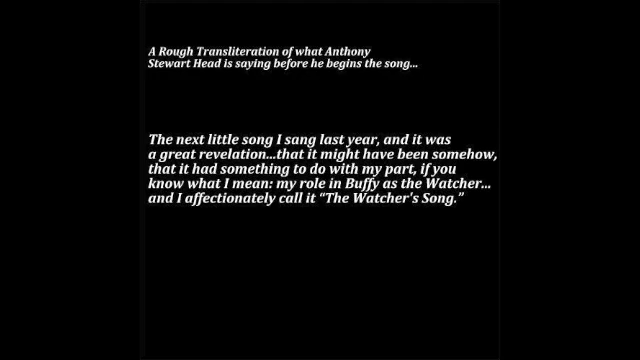 A Rough Transliteration of what Anthony
Stewart Head is saying before he begins the song...
The next little song I sang last year, and it was
a great revelation...that it might have been somehow,
that it had something to do with my part, if you
know what I mean: my role in Buffy as the Watcher...
and I affectionately call it “The Watcher's Song.”